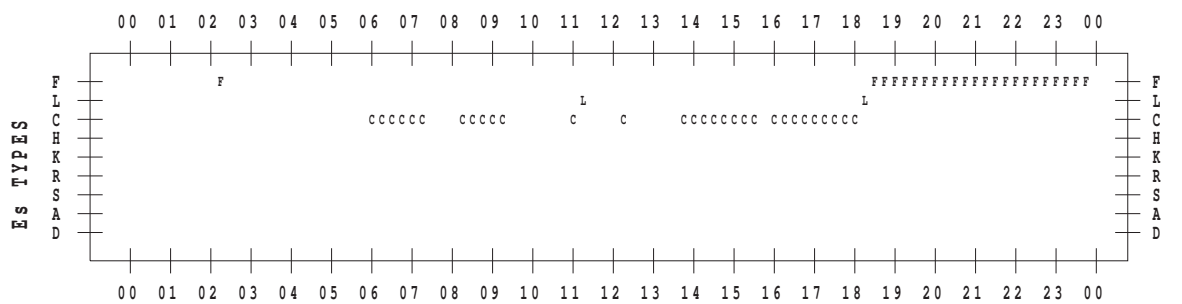 00 01 02 03 04 05 06 07 08 09 10 11 12 13 14 15 16 17 18 19 20 21 22 23 00
Es TYPES
F F FFFFFFFFFFFFFFFFFFFFFF F
L L L L
C CCCCCC CCCCC C C CCCCCCCC CCCCCCCCC C
H H
K K
R R
S S
A A
D D
00 01 02 03 04 05 06 07 08 09 10 11 12 13 14 15 16 17 18 19 20 21 22 23 00